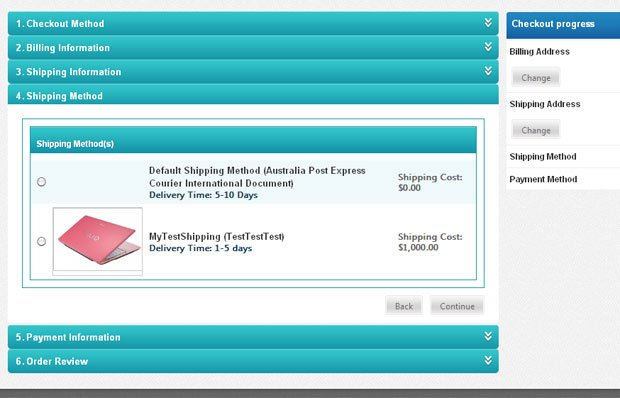 1. Checkout Method
2. Billing Information
3. Shipping Information
4. Shipping Method
Shipping Method(s)
Default Shipping Method (Australia Post Express
Courier International Document)
Delivery Time: 5-10 Days
Shipping Cost:
$0.00
MyTestShipping (TestTestTest)
Delivery Time: 1-5 days
Shipping Cost:
$1,000.00
Back
Continue
5. Payment Information
6. Order Review
Checkout progress
Billing Address
Change
Shipping Address
Change
Shipping Method
Payment Method